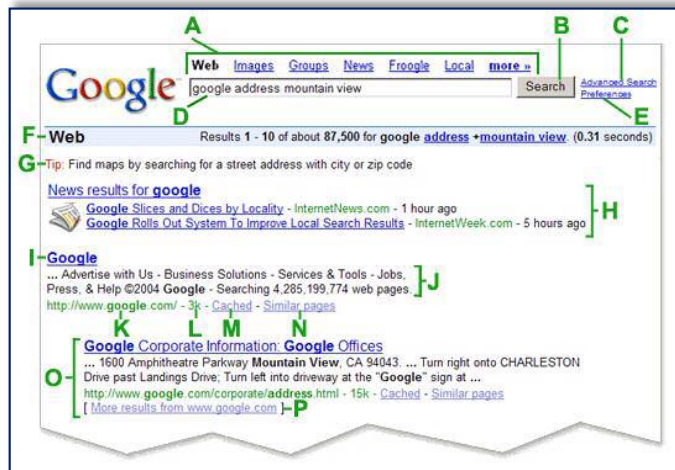 A
B
C
Google
Web Images Groups News Froogle Local more »
google address mountain view
Search
Advanced Search
Preferences
D
E
F
Web Results 1 - 10 of about 87,500 for google address +mountain view. (0.31 seconds)
G
Tip: Find maps by searching for a street address with city or zip code
News results for google
Google Slices and Dices by Locality - InternetNews.com - 1 hour ago
Google Rolls Out System To Improve Local Search Results - InternetWeek.com - 5 hours ago
H
I
Google
... Advertise with Us - Business Solutions - Services & Tools - Jobs,
Press, & Help ©2004 Google - Searching 4,285,199,774 web pages.
J
http://www.google.com/ - 3k - Cached - Similar pages
K
L
M
N
Google Corporate Information: Google Offices
... 1600 Amphitheatre Parkway Mountain View, CA 94043. ... Turn right onto CHARLESTON
Drive past Landings Drive; Turn left into driveway at the "Google" sign at ...
O
http://www.google.com/corporate/address.html - 15k - Cached - Similar pages
[ More results from www.google.com ]
P